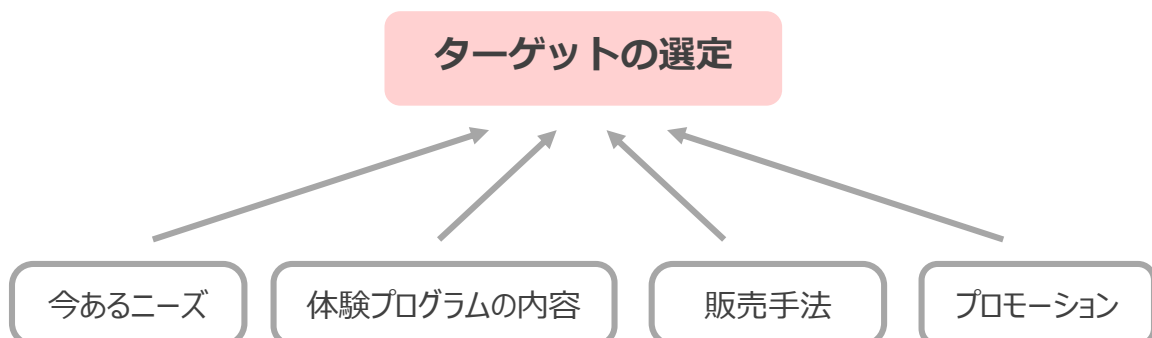 ターゲットの選定
今あるニーズ
体験プログラムの内容
販売手法
プロモーション